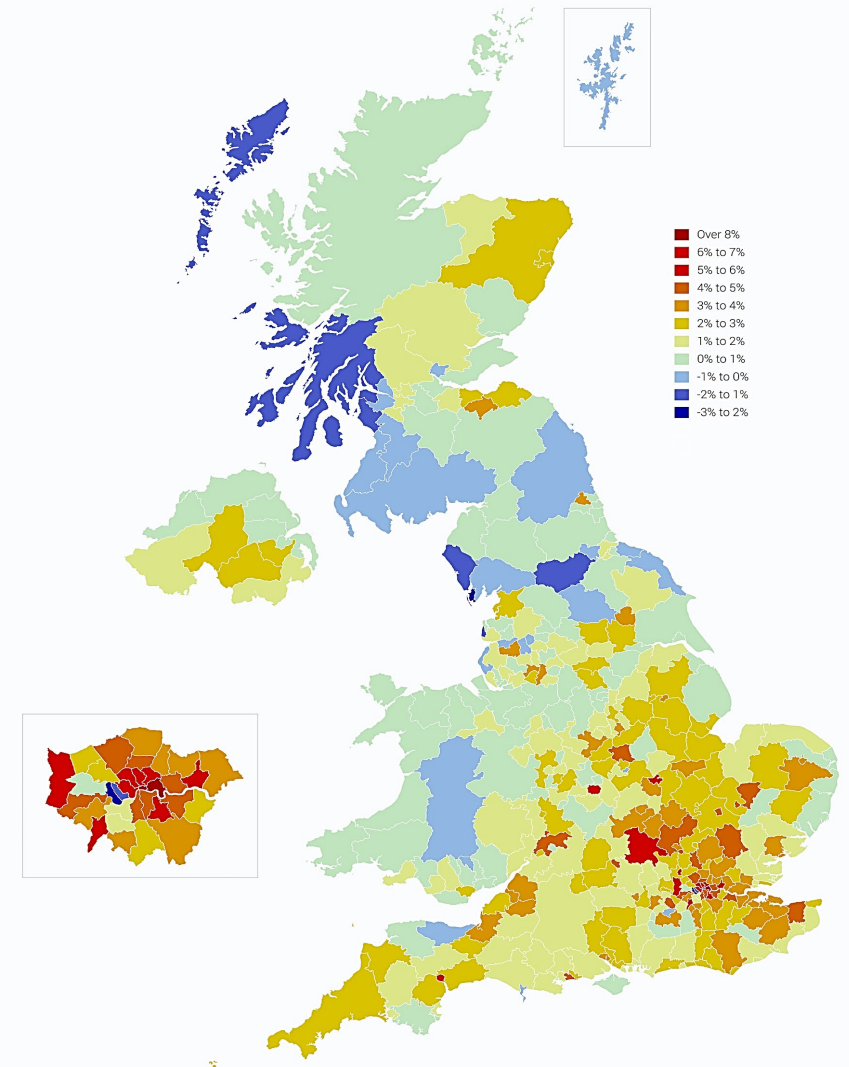 Over 8%
6% to 7%
5% to 6%
4% to 5%
3% to 4%
2% to 3%
1% to 2%
0% to 1%
-1% to 0%
-2% to 1%
-3% to 2%